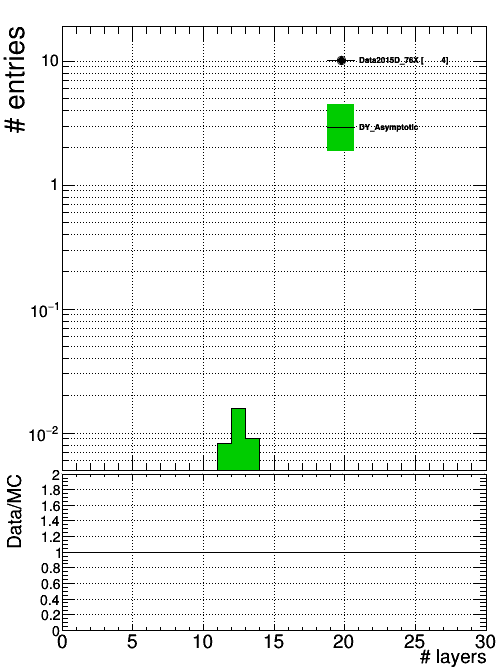 # entries
10
1
10⁻¹
10⁻²
Data2015D_76X [ 4]
DY_Asymptotic
Data/MC
2
1.8
1.6
1.4
1.2
1
0.8
0.6
0.4
0.2
0
0 5 10 15 20 25 30
# layers